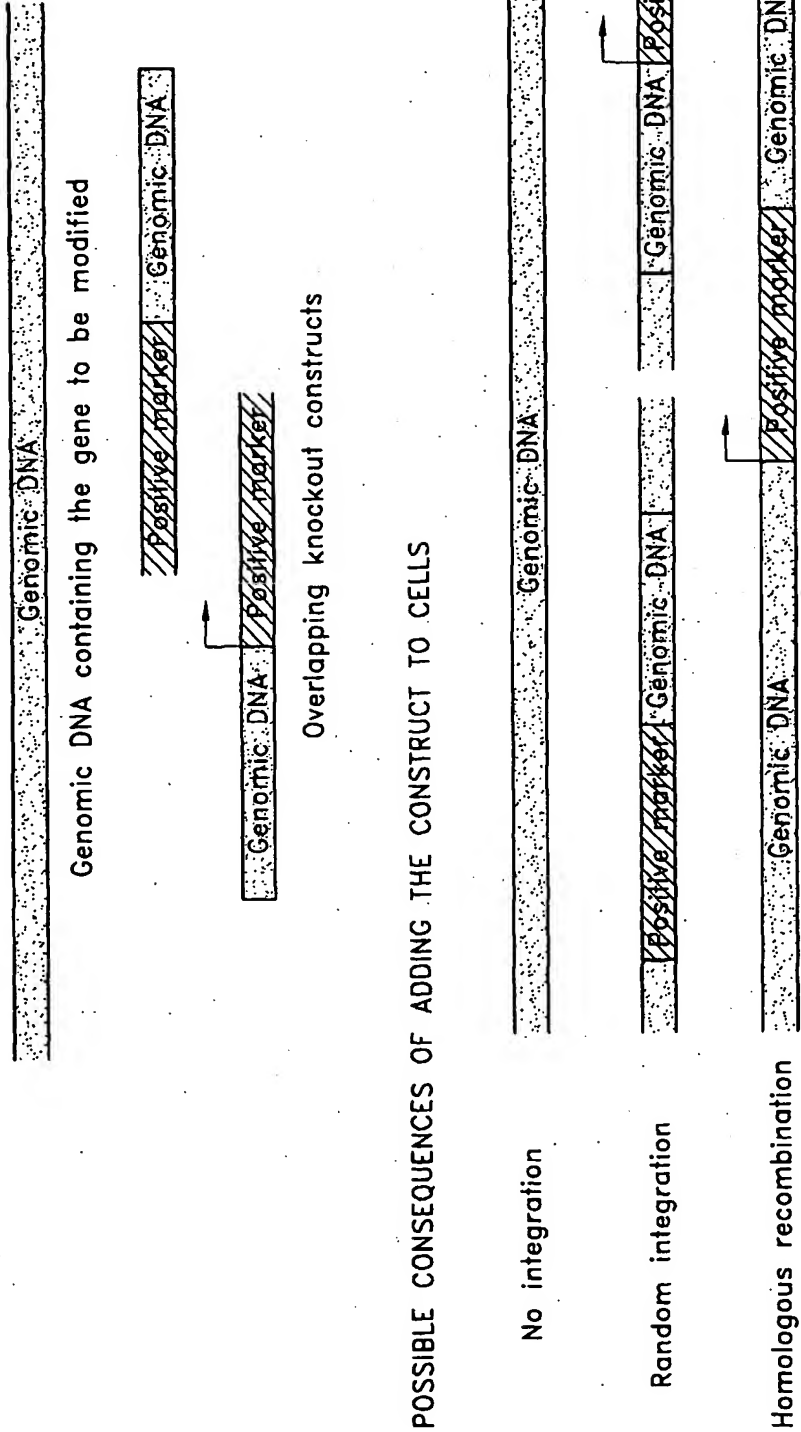 Genomic DNA
Genomic DNA containing the gene to be modified
Positive marker Genomic DNA
Genomic DNA Positive marker
Overlapping knockout constructs
POSSIBLE CONSEQUENCES OF ADDING THE CONSTRUCT TO CELLS
No integration
Genomic DNA
Random integration
Positive marker Genomic DNA Genomic DNA Posi
Homologous recombination
Genomic DNA Positive marker Genomic DN